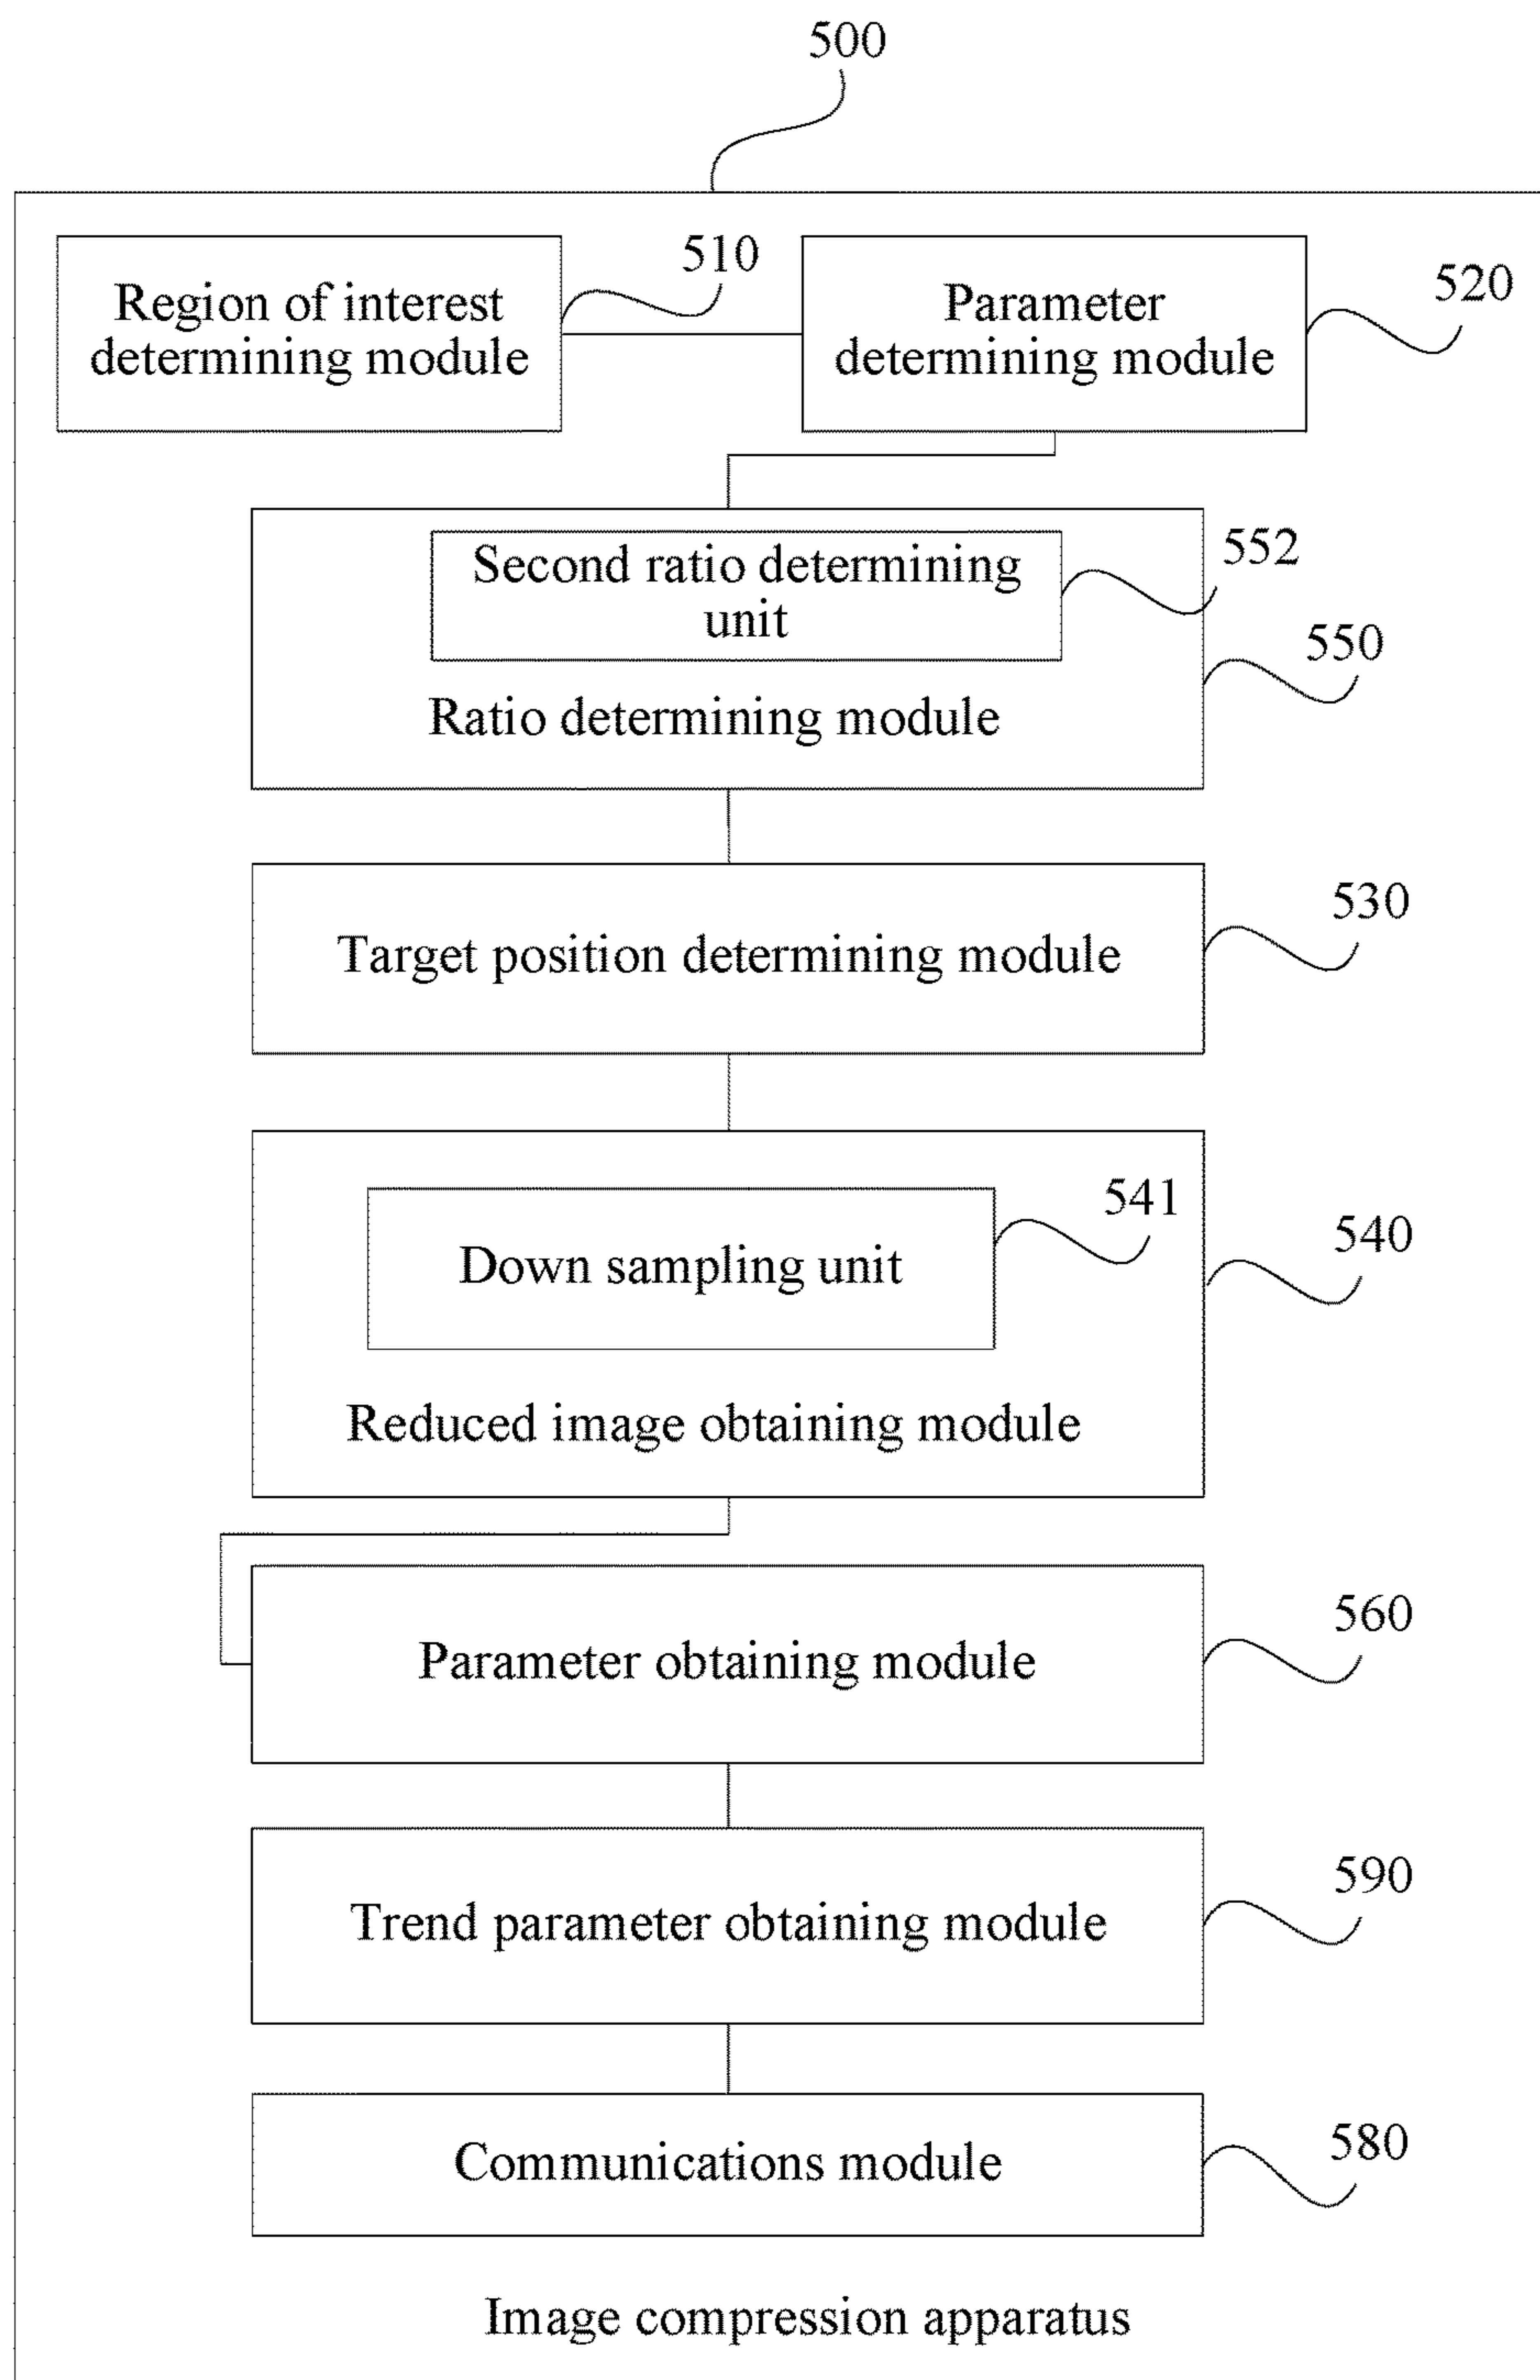 500
510
Region of interest
determining module
520
Parameter
determining module
552
Second ratio determining
unit
550
Ratio determining module
530
Target position determining module
541
Down sampling unit
540
Reduced image obtaining module
560
Parameter obtaining module
590
Trend parameter obtaining module
580
Communications module
Image compression apparatus